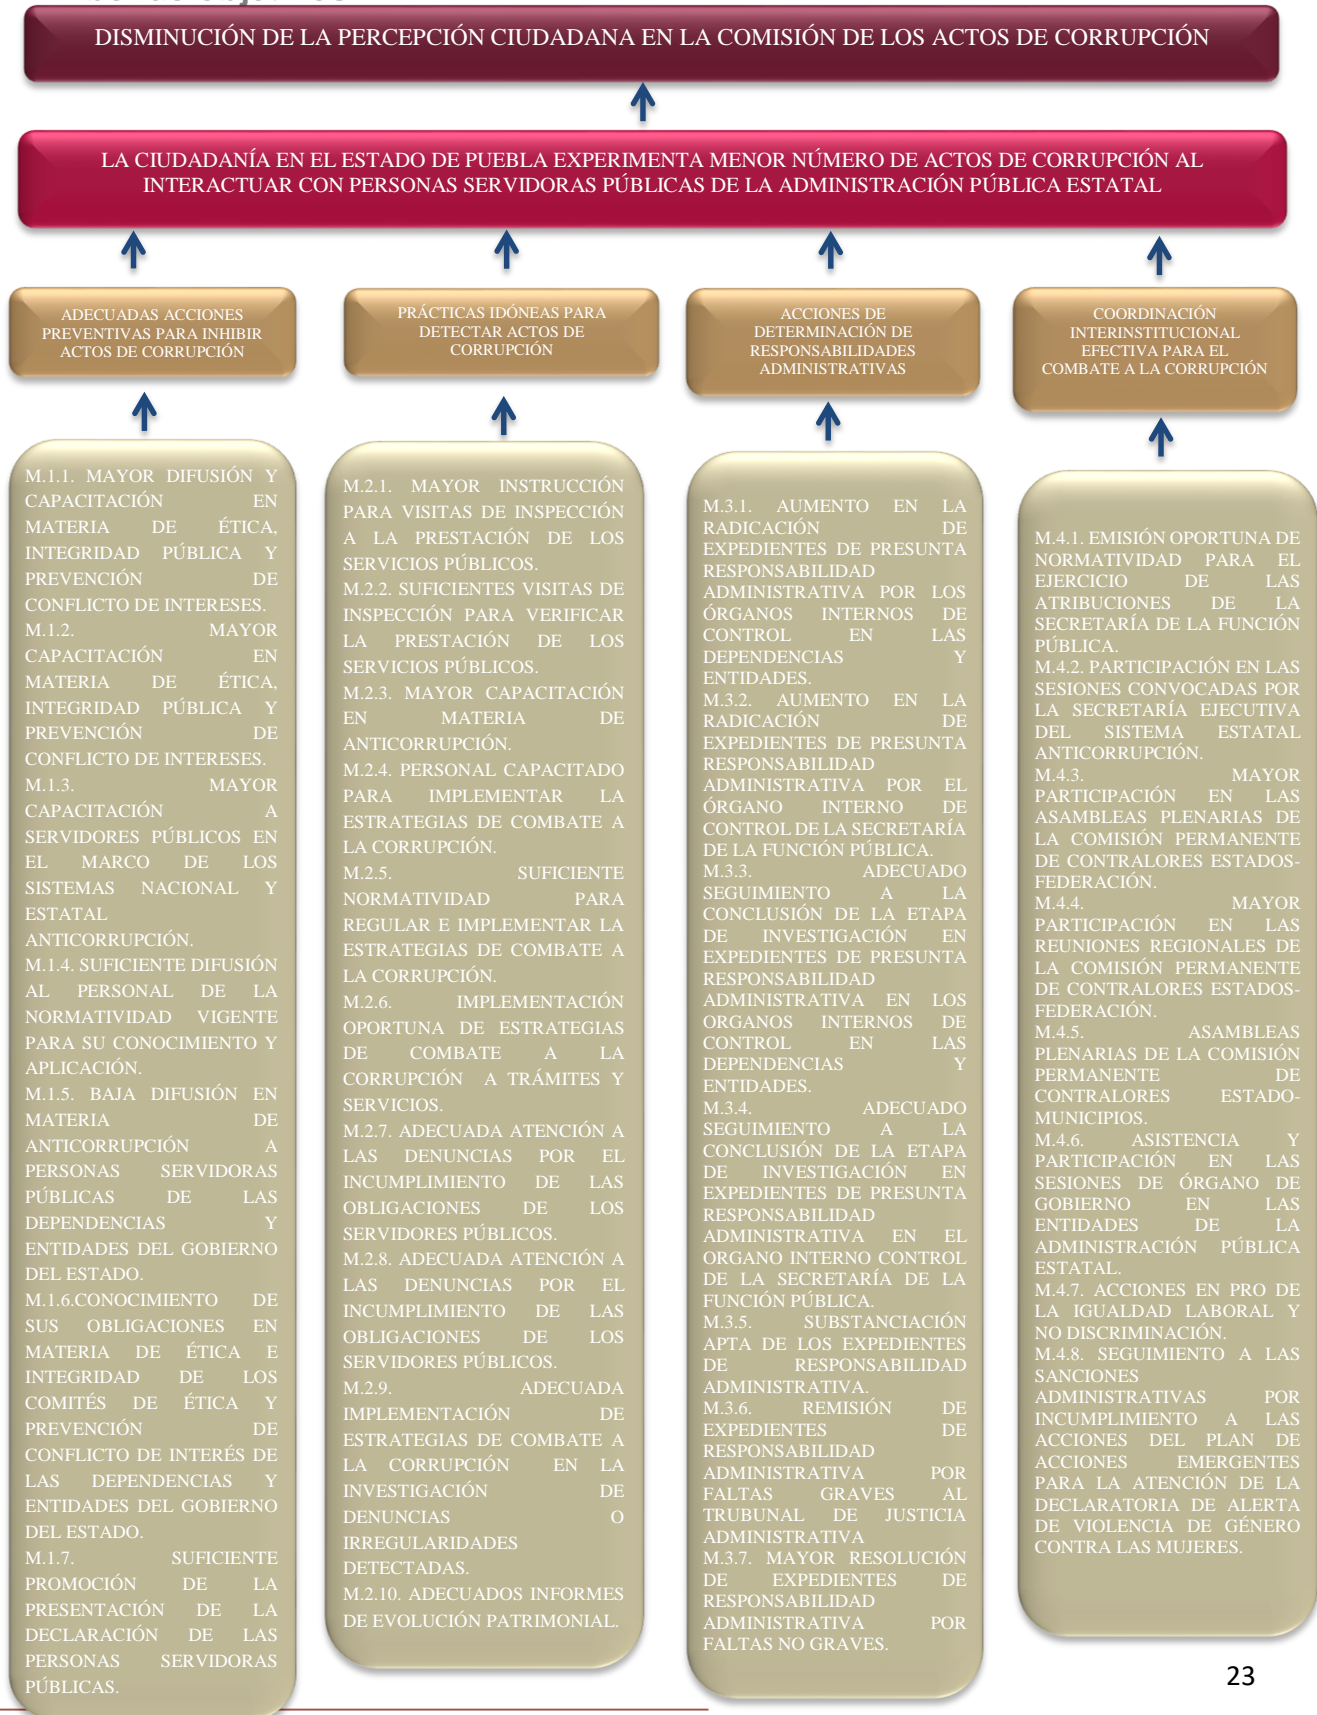 DISMINUCIÓN DE LA PERCEPCIÓN CIUDADANA EN LA COMISIÓN DE LOS ACTOS DE CORRUPCIÓN
LA CIUDADANÍA EN EL ESTADO DE PUEBLA EXPERIMENTA MENOR NÚMERO DE ACTOS DE CORRUPCIÓN AL
INTERACTUAR CON PERSONAS SERVIDORAS PÚBLICAS DE LA ADMINISTRACIÓN PÚBLICA ESTATAL
ADECUADAS ACCIONES
PREVENTIVAS PARA INHIBIR
ACTOS DE CORRUPCIÓN
PRÁCTICAS IDÓNEAS PARA
DETECTAR ACTOS DE
CORRUPCIÓN
ACCIONES DE
DETERMINACIÓN DE
RESPONSABILIDADES
ADMINISTRATIVAS
COORDINACIÓN
INTERINSTITUCIONAL
EFECTIVA PARA EL
COMBATE A LA CORRUPCIÓN
M.1.1. MAYOR DIFUSIÓN Y
CAPACITACIÓN EN
MATERIA DE ÉTICA,
INTEGRIDAD PÚBLICA Y
PREVENCIÓN DE
CONFLICTO DE INTERESES.
M.1.2. MAYOR
CAPACITACIÓN EN
MATERIA DE ÉTICA,
INTEGRIDAD PÚBLICA Y
PREVENCIÓN DE
CONFLICTO DE INTERESES.
M.1.3. MAYOR
CAPACITACIÓN A
SERVIDORES PÚBLICOS EN
EL MARCO DE LOS
SISTEMAS NACIONAL Y
ESTATAL
ANTICORRUPCIÓN.
M.1.4. SUFICIENTE DIFUSIÓN
AL PERSONAL DE LA
NORMATIVIDAD VIGENTE
PARA SU CONOCIMIENTO Y
APLICACIÓN.
M.1.5. BAJA DIFUSIÓN EN
MATERIA DE
ANTICORRUPCIÓN A
PERSONAS SERVIDORAS
PÚBLICAS DE LAS
DEPENDENCIAS Y
ENTIDADES DEL GOBIERNO
DEL ESTADO.
M.1.6.CONOCIMIENTO DE
SUS OBLIGACIONES EN
MATERIA DE ÉTICA E
INTEGRIDAD DE LOS
COMITÉS DE ÉTICA Y
PREVENCIÓN DE
CONFLICTO DE INTERÉS DE
LAS DEPENDENCIAS Y
ENTIDADES DEL GOBIERNO
DEL ESTADO.
M.1.7. SUFICIENTE
PROMOCIÓN DE LA
PRESENTACIÓN DE LA
DECLARACIÓN DE LAS
PERSONAS SERVIDORAS
PÚBLICAS.
M.2.1. MAYOR INSTRUCCIÓN
PARA VISITAS DE INSPECCIÓN
A LA PRESTACIÓN DE LOS
SERVICIOS PÚBLICOS.
M.2.2. SUFICIENTES VISITAS DE
INSPECCIÓN PARA VERIFICAR
LA PRESTACIÓN DE LOS
SERVICIOS PÚBLICOS.
M.2.3. MAYOR CAPACITACIÓN
EN MATERIA DE
ANTICORRUPCIÓN.
M.2.4. PERSONAL CAPACITADO
PARA IMPLEMENTAR LA
ESTRATEGIAS DE COMBATE A
LA CORRUPCIÓN.
M.2.5. SUFICIENTE
NORMATIVIDAD PARA
REGULAR E IMPLEMENTAR LA
ESTRATEGIAS DE COMBATE A
LA CORRUPCIÓN.
M.2.6. IMPLEMENTACIÓN
OPORTUNA DE ESTRATEGIAS
DE COMBATE A LA
CORRUPCIÓN A TRÁMITES Y
SERVICIOS.
M.2.7. ADECUADA ATENCIÓN A
LAS DENUNCIAS POR EL
INCUMPLIMIENTO DE LAS
OBLIGACIONES DE LOS
SERVIDORES PÚBLICOS.
M.2.8. ADECUADA ATENCIÓN A
LAS DENUNCIAS POR EL
INCUMPLIMIENTO DE LAS
OBLIGACIONES DE LOS
SERVIDORES PÚBLICOS.
M.2.9. ADECUADA
IMPLEMENTACIÓN DE
ESTRATEGIAS DE COMBATE A
LA CORRUPCIÓN EN LA
INVESTIGACIÓN DE
DENUNCIAS O
IRREGULARIDADES
DETECTADAS.
M.2.10. ADECUADOS INFORMES
DE EVOLUCIÓN PATRIMONIAL.
M.3.1. AUMENTO EN LA
RADICACIÓN DE
EXPEDIENTES DE PRESUNTA
RESPONSABILIDAD
ADMINISTRATIVA POR LOS
ÓRGANOS INTERNOS DE
CONTROL EN LAS
DEPENDENCIAS Y
ENTIDADES.
M.3.2. AUMENTO EN LA
RADICACIÓN DE
EXPEDIENTES DE PRESUNTA
RESPONSABILIDAD
ADMINISTRATIVA POR EL
ÓRGANO INTERNO DE
CONTROL DE LA SECRETARÍA
DE LA FUNCIÓN PÚBLICA.
M.3.3. ADECUADO
SEGUIMIENTO A LA
CONCLUSIÓN DE LA ETAPA
DE INVESTIGACIÓN EN
EXPEDIENTES DE PRESUNTA
RESPONSABILIDAD
ADMINISTRATIVA EN LOS
ORGANOS INTERNOS DE
CONTROL EN LAS
DEPENDENCIAS Y
ENTIDADES.
M.3.4. ADECUADO
SEGUIMIENTO A LA
CONCLUSIÓN DE LA ETAPA
DE INVESTIGACIÓN EN
EXPEDIENTES DE PRESUNTA
RESPONSABILIDAD
ADMINISTRATIVA EN EL
ORGANO INTERNO CONTROL
DE LA SECRETARÍA DE LA
FUNCIÓN PÚBLICA.
M.3.5. SUBSTANCIACIÓN
APTA DE LOS EXPEDIENTES
DE RESPONSABILIDAD
ADMINISTRATIVA.
M.3.6. REMISIÓN DE
EXPEDIENTES DE
RESPONSABILIDAD
ADMINISTRATIVA POR
FALTAS GRAVES AL
TRUBUNAL DE JUSTICIA
ADMINISTRATIVA
M.3.7. MAYOR RESOLUCIÓN
DE EXPEDIENTES DE
RESPONSABILIDAD
ADMINISTRATIVA POR
FALTAS NO GRAVES.
M.4.1. EMISIÓN OPORTUNA DE
NORMATIVIDAD PARA EL
EJERCICIO DE LAS
ATRIBUCIONES DE LA
SECRETARÍA DE LA FUNCIÓN
PÚBLICA.
M.4.2. PARTICIPACIÓN EN LAS
SESIONES CONVOCADAS POR
LA SECRETARÍA EJECUTIVA
DEL SISTEMA ESTATAL
ANTICORRUPCIÓN.
M.4.3. MAYOR
PARTICIPACIÓN EN LAS
ASAMBLEAS PLENARIAS DE
LA COMISIÓN PERMANENTE
DE CONTRALORES ESTADOS-
FEDERACIÓN.
M.4.4. MAYOR
PARTICIPACIÓN EN LAS
REUNIONES REGIONALES DE
LA COMISIÓN PERMANENTE
DE CONTRALORES ESTADOS-
FEDERACIÓN.
M.4.5. ASAMBLEAS
PLENARIAS DE LA COMISIÓN
PERMANENTE DE
CONTRALORES ESTADO-
MUNICIPIOS.
M.4.6. ASISTENCIA Y
PARTICIPACIÓN EN LAS
SESIONES DE ÓRGANO DE
GOBIERNO EN LAS
ENTIDADES DE LA
ADMINISTRACIÓN PÚBLICA
ESTATAL.
M.4.7. ACCIONES EN PRO DE
LA IGUALDAD LABORAL Y
NO DISCRIMINACIÓN.
M.4.8. SEGUIMIENTO A LAS
SANCIONES
ADMINISTRATIVAS POR
INCUMPLIMIENTO A LAS
ACCIONES DEL PLAN DE
ACCIONES EMERGENTES
PARA LA ATENCIÓN DE LA
DECLARATORIA DE ALERTA
DE VIOLENCIA DE GÉNERO
CONTRA LAS MUJERES.
23